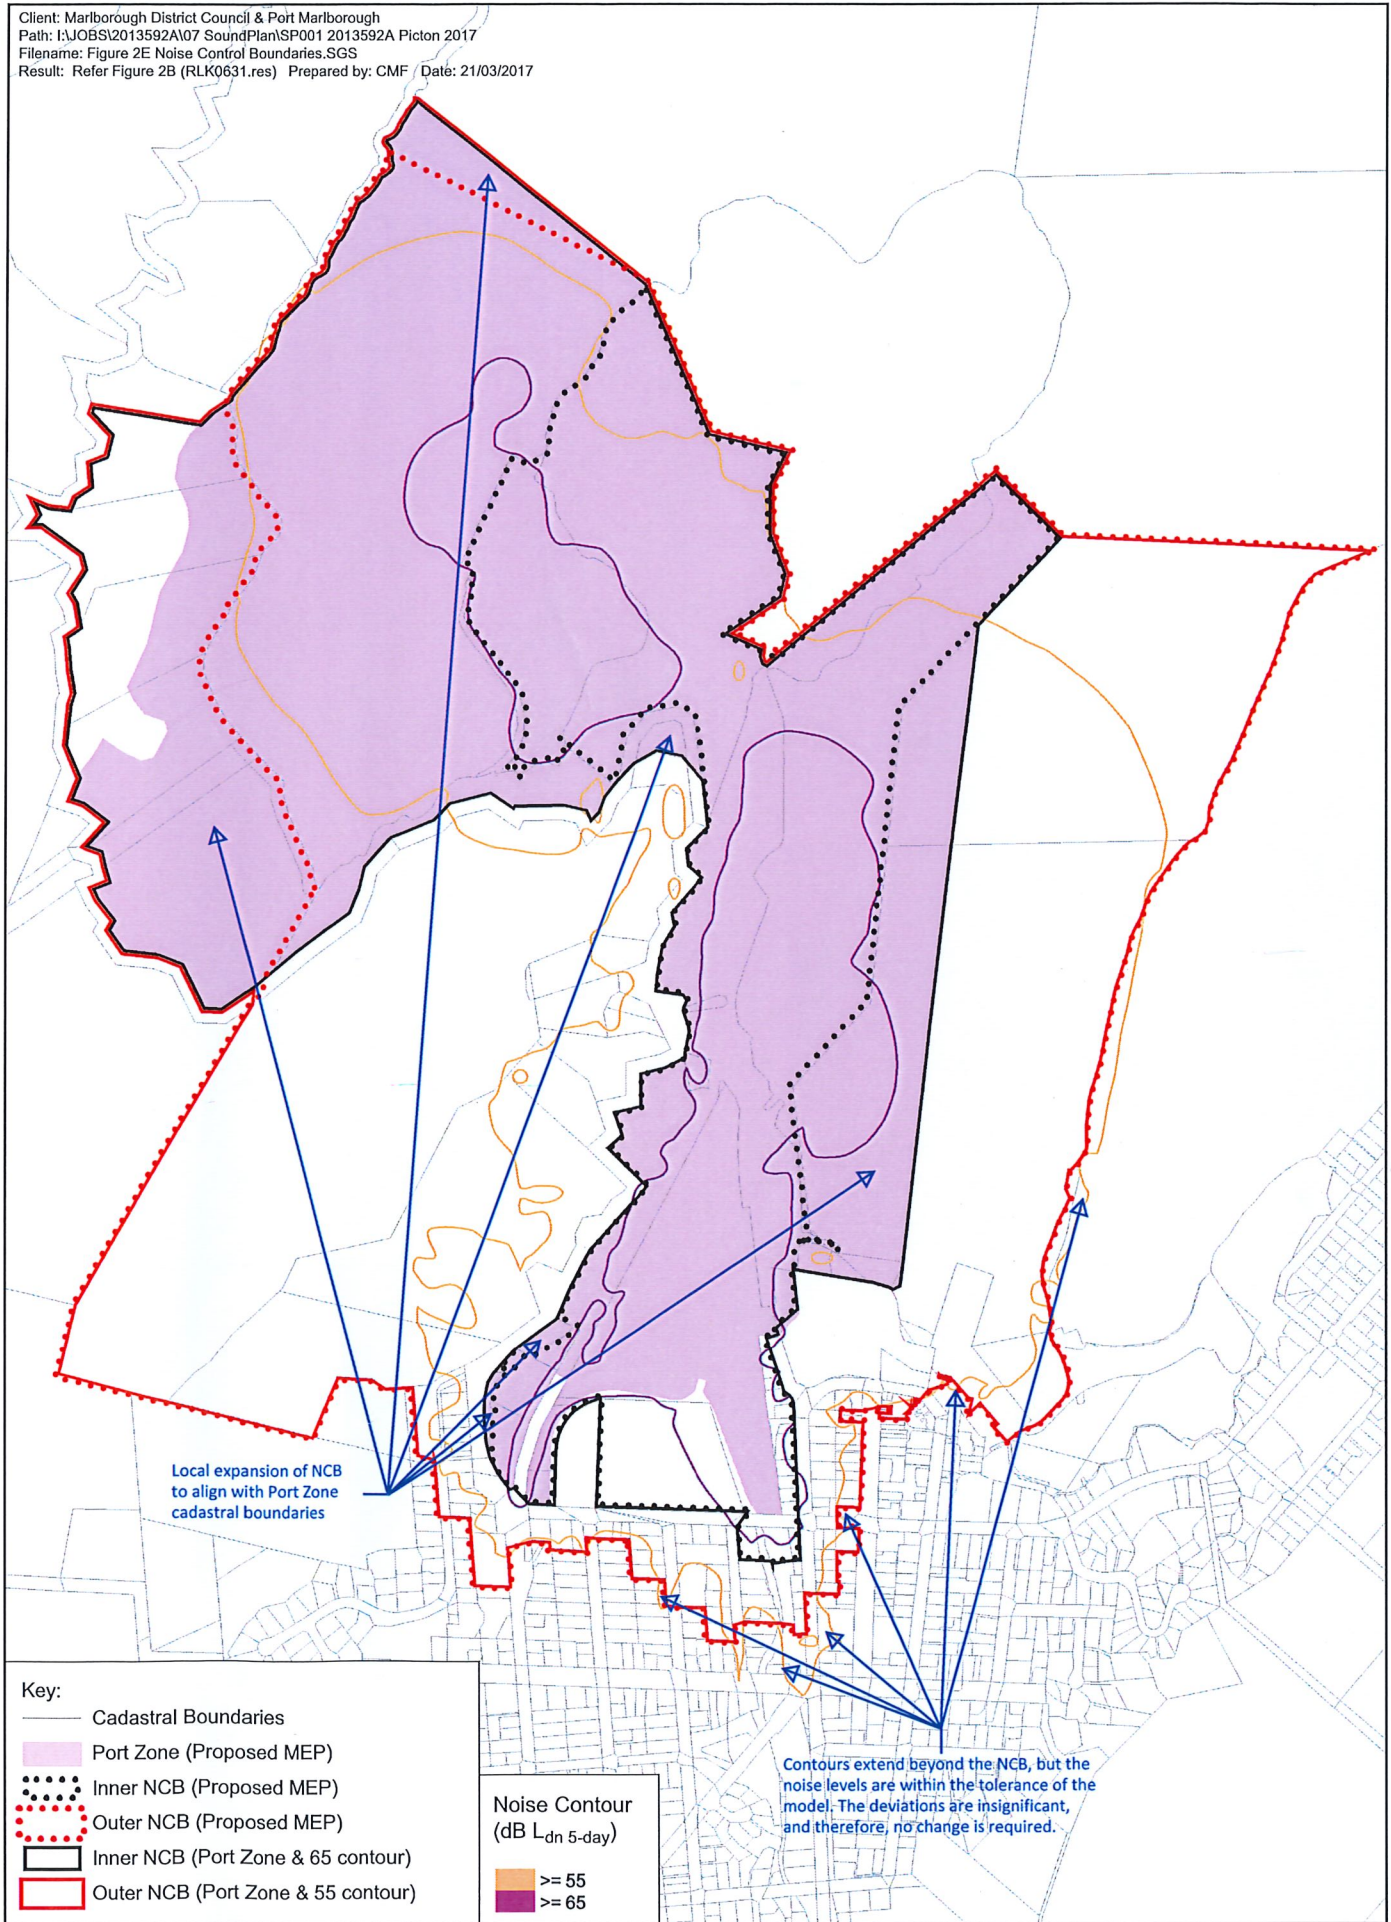 Client: Marlborough District Council & Port Marlborough
Path: I:\JOBS\2013592A\07 SoundPlan\SP001 2013592A Picton 2017
Filename: Figure 2E Noise Control Boundaries.SGS
Result: Refer Figure 2B (RLK0631.res) Prepared by: CMF Date: 21/03/2017
Local expansion of NCB
to align with Port Zone
cadastral boundaries
Contours extend beyond the NCB, but the
noise levels are within the tolerance of the
model. The deviations are insignificant,
and therefore, no change is required.
Key:
Cadastral Boundaries
Port Zone (Proposed MEP)
Inner NCB (Proposed MEP)
Outer NCB (Proposed MEP)
Inner NCB (Port Zone & 65 contour)
Outer NCB (Port Zone & 55 contour)
Noise Contour
(dB Ldn 5-day)
>= 55
>= 65